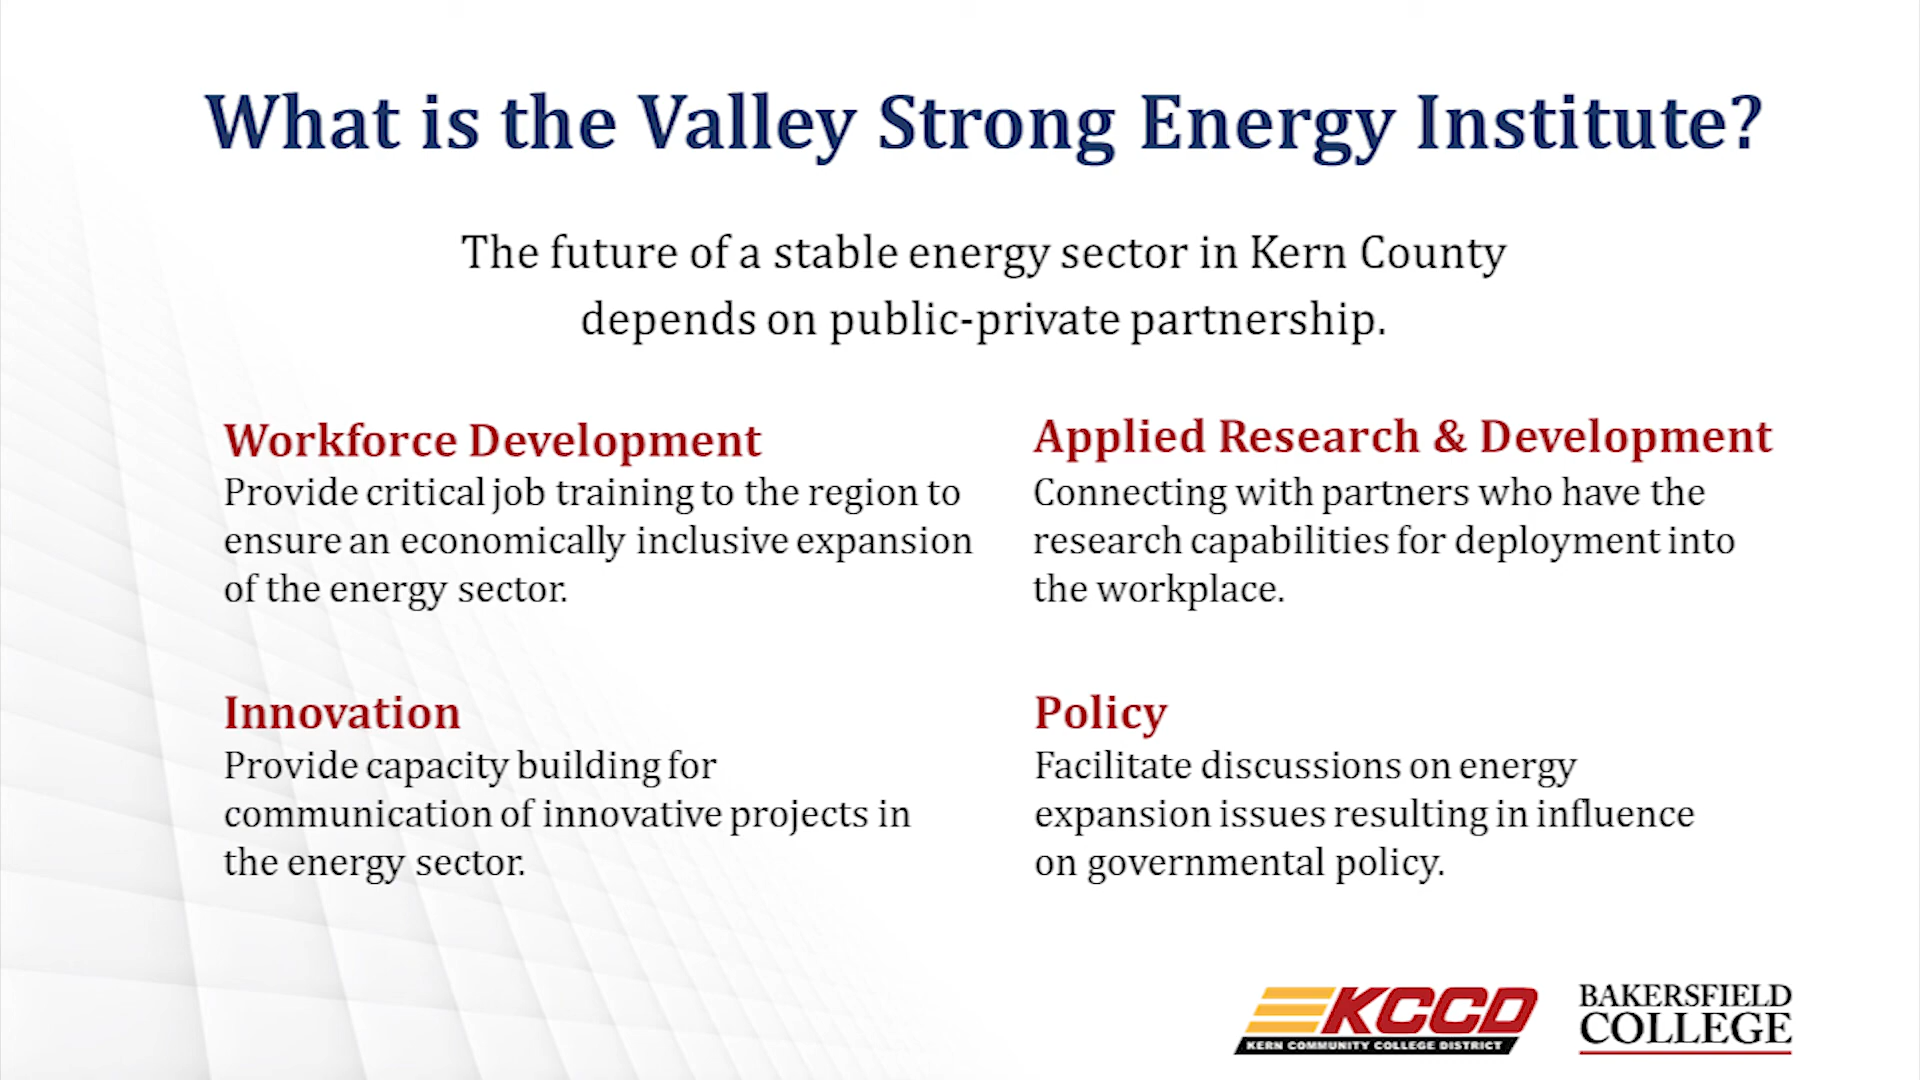 What is the Valley Strong Energy Institute?
The future of a stable energy sector in Kern County
depends on public-private partnership.
Workforce Development
Provide critical job training to the region to
ensure an economically inclusive expansion
of the energy sector.
Applied Research & Development
Connecting with partners who have the
research capabilities for deployment into
the workplace.
Innovation
Provide capacity building for
communication of innovative projects in
the energy sector.
Policy
Facilitate discussions on energy
expansion issues resulting in influence
on governmental policy.
KCCD
KERN COMMUNITY COLLEGE DISTRICT
BAKERSFIELD
COLLEGE